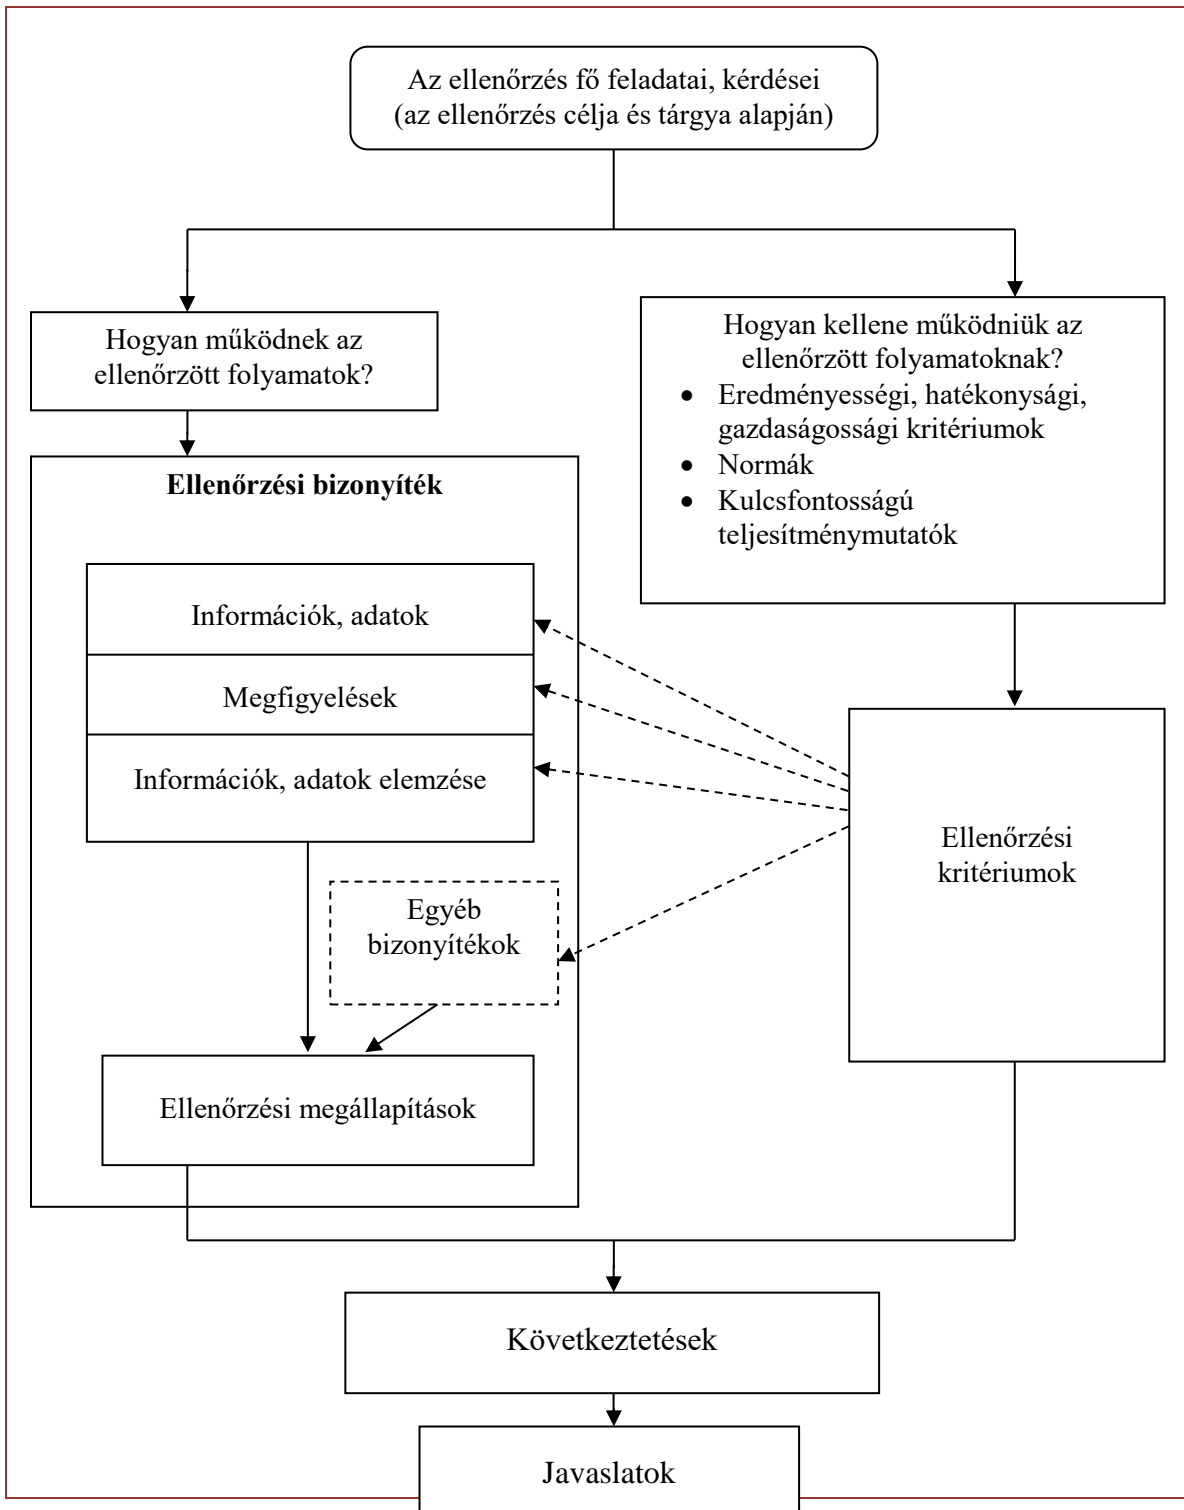 Az ellenőrzés fő feladatai, kérdései
(az ellenőrzés célja és tárgya alapján)
Hogyan működnek az
ellenőrzött folyamatok?
Hogyan kellene működniük az
ellenőrzött folyamatoknak?
• Eredményességi, hatékonysági,
gazdaságossági kritériumok
• Normák
• Kulcsfontosságú
teljesítménymutatók
Ellenőrzési bizonyíték
Információk, adatok
Megfigyelések
Információk, adatok elemzése
Egyéb
bizonyítékok
Ellenőrzési megállapítások
Ellenőrzési
kritériumok
Következtetések
Javaslatok